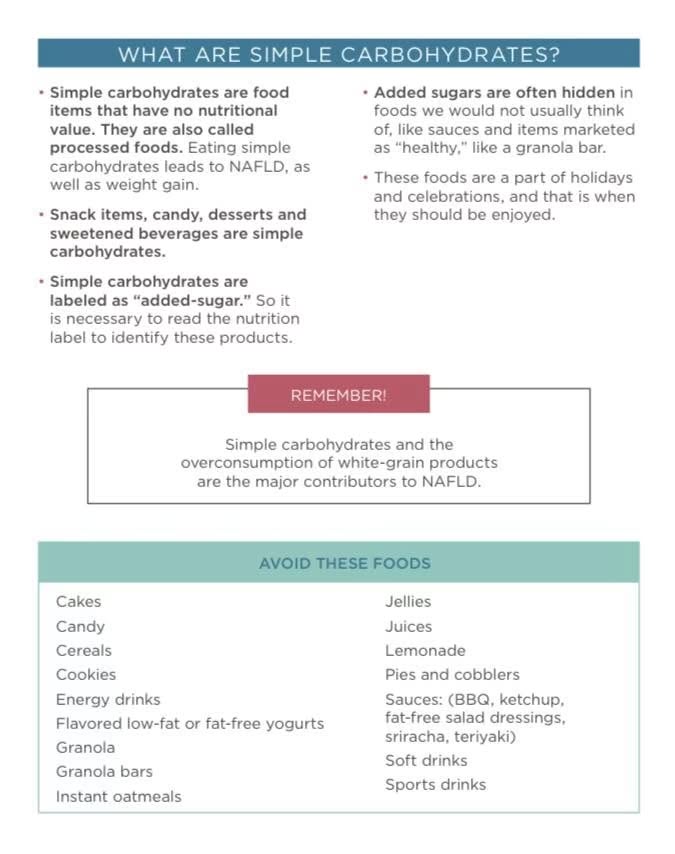 WHAT ARE SIMPLE CARBOHYDRATES?
• Simple carbohydrates are food
items that have no nutritional
value. They are also called
processed foods. Eating simple
carbohydrates leads to NAFLD, as
well as weight gain.
• Snack items, candy, desserts and
sweetened beverages are simple
carbohydrates.
• Simple carbohydrates are
labeled as “added-sugar.” So it
is necessary to read the nutrition
label to identify these products.
• Added sugars are often hidden in
foods we would not usually think
of, like sauces and items marketed
as “healthy,” like a granola bar.
• These foods are a part of holidays
and celebrations, and that is when
they should be enjoyed.
REMEMBER!
Simple carbohydrates and the
overconsumption of white-grain products
are the major contributors to NAFLD.
AVOID THESE FOODS
Cakes
Candy
Cereals
Cookies
Energy drinks
Flavored low-fat or fat-free yogurts
Granola
Granola bars
Instant oatmeals
Jellies
Juices
Lemonade
Pies and cobblers
Sauces: (BBQ, ketchup,
fat-free salad dressings,
sriracha, teriyaki)
Soft drinks
Sports drinks